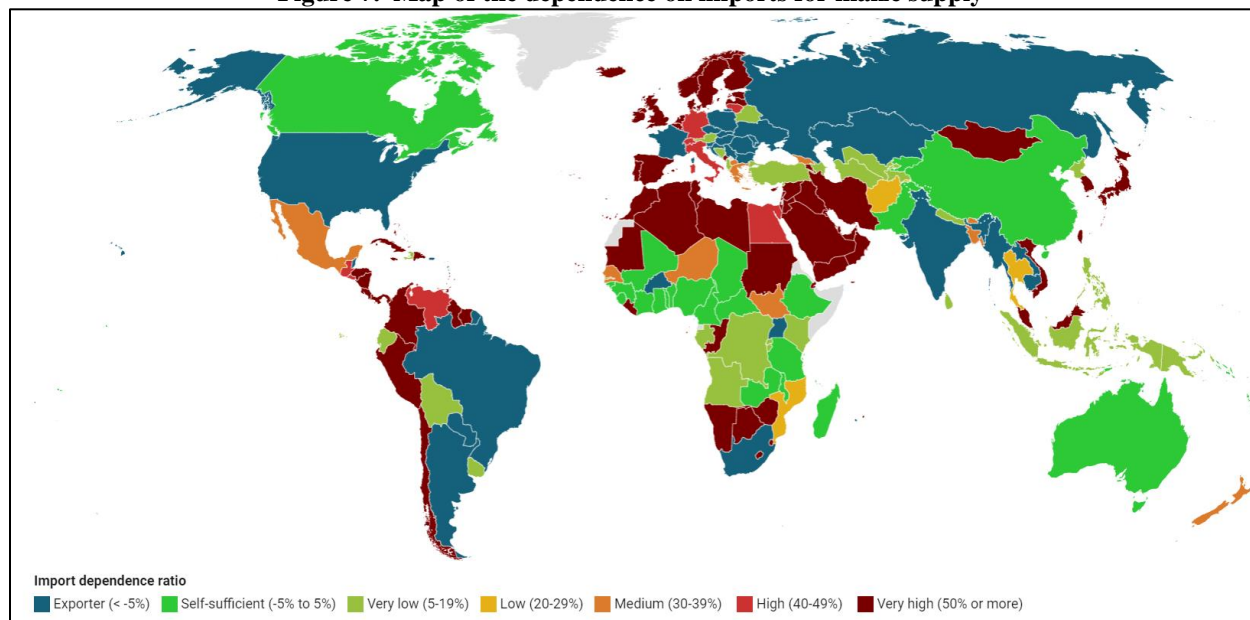 Import dependence ratio
Exporter (< -5%) Self-sufficient (-5% to 5%) Very low (5-19%) Low (20-29%) Medium (30-39%) High (40-49%) Very high (50% or more)